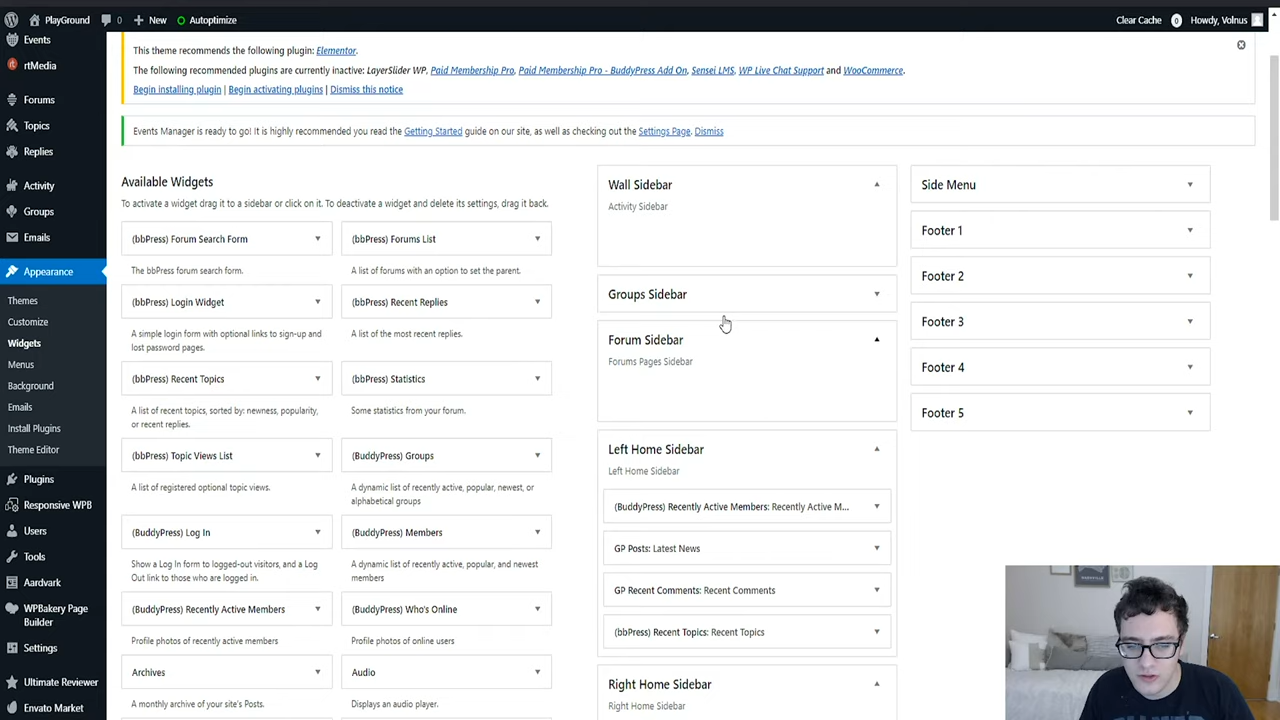 PlayGround 0 New Autoptimize Clear Cache 0 Howdy, Volnus
Events
rtMedia
Forums
Topics
Replies
Activity
Groups
Emails
Appearance
Themes
Customize
Widgets
Menus
Background
Emails
Install Plugins
Theme Editor
Plugins
Responsive WPB
Users
Tools
Aardvark
WPBakery Page
Builder
Settings
Ultimate Reviewer
Envato Market
This theme recommends the following plugin: Elementor.
The following recommended plugins are currently inactive: LayerSlider WP, Paid Membership Pro, Paid Membership Pro - BuddyPress Add On, Sensei LMS, WP Live Chat Support and WooCommerce.
Begin installing plugin | Begin activating plugins | Dismiss this notice
Events Manager is ready to go! It is highly recommended you read the Getting Started guide on our site, as well as checking out the Settings Page. Dismiss
Available Widgets
To activate a widget drag it to a sidebar or click on it. To deactivate a widget and delete its settings, drag it back.
(bbPress) Forum Search Form
The bbPress forum search form.
(bbPress) Forums List
A list of forums with an option to set the parent.
(bbPress) Login Widget
A simple login form with optional links to sign-up and
lost password pages.
(bbPress) Recent Replies
A list of the most recent replies.
(bbPress) Recent Topics
A list of recent topics, sorted by: newness, popularity,
or recent replies.
(bbPress) Statistics
Some statistics from your forum.
(bbPress) Topic Views List
A list of registered optional topic views.
(BuddyPress) Groups
A dynamic list of recently active, popular, newest, or
alphabetical groups
(BuddyPress) Log In
Show a Log In form to logged-out visitors, and a Log
Out link to those who are logged in.
(BuddyPress) Members
A dynamic list of recently active, popular, and newest
members
(BuddyPress) Recently Active Members
Profile photos of recently active members
(BuddyPress) Who's Online
Profile photos of online users
Archives
A monthly archive of your site's Posts.
Audio
Displays an audio player.
Wall Sidebar
Activity Sidebar
Groups Sidebar
Forum Sidebar
Forums Pages Sidebar
Left Home Sidebar
Left Home Sidebar
(BuddyPress) Recently Active Members: Recently Active M...
GP Posts: Latest News
GP Recent Comments: Recent Comments
(bbPress) Recent Topics: Recent Topics
Right Home Sidebar
Right Home Sidebar
Side Menu
Footer 1
Footer 2
Footer 3
Footer 4
Footer 5